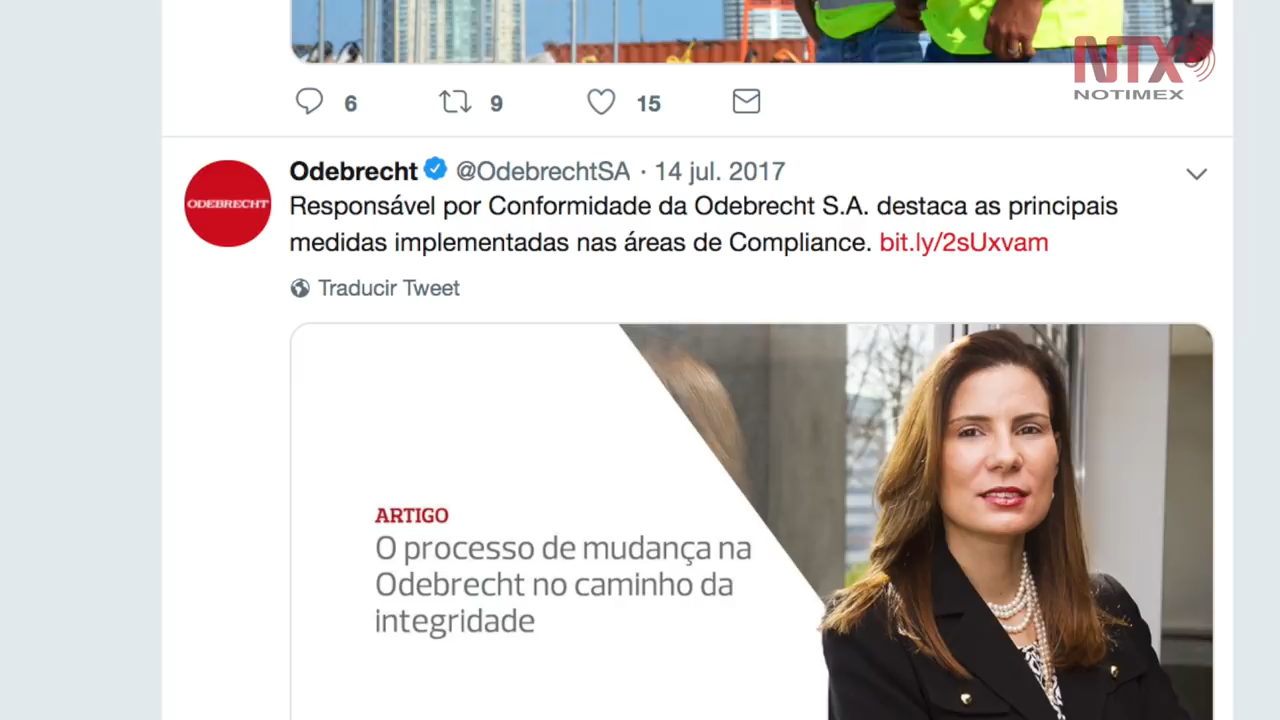 NTX
NOTIMEX
6 9 15
Odebrecht @OdebrechtSA · 14 jul. 2017
ODEBRECHT
Responsável por Conformidade da Odebrecht S.A. destaca as principais
medidas implementadas nas áreas de Compliance. bit.ly/2sUxvam
Traducir Tweet
ARTIGO
O processo de mudança na
Odebrecht no caminho da
integridade